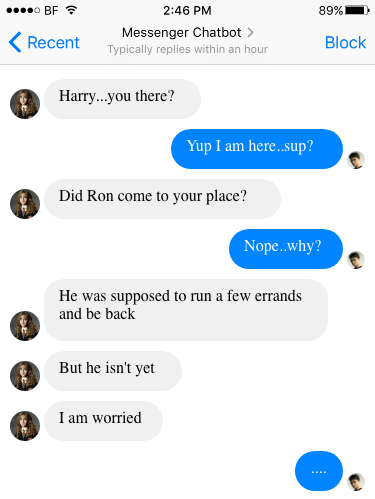 BF 2:46 PM 89%
Recent Messenger Chatbot Block
Typically replies within an hour
Harry...you there?
Yup I am here..sup?
Did Ron come to your place?
Nope..why?
He was supposed to run a few errands
and be back
But he isn't yet
I am worried
....